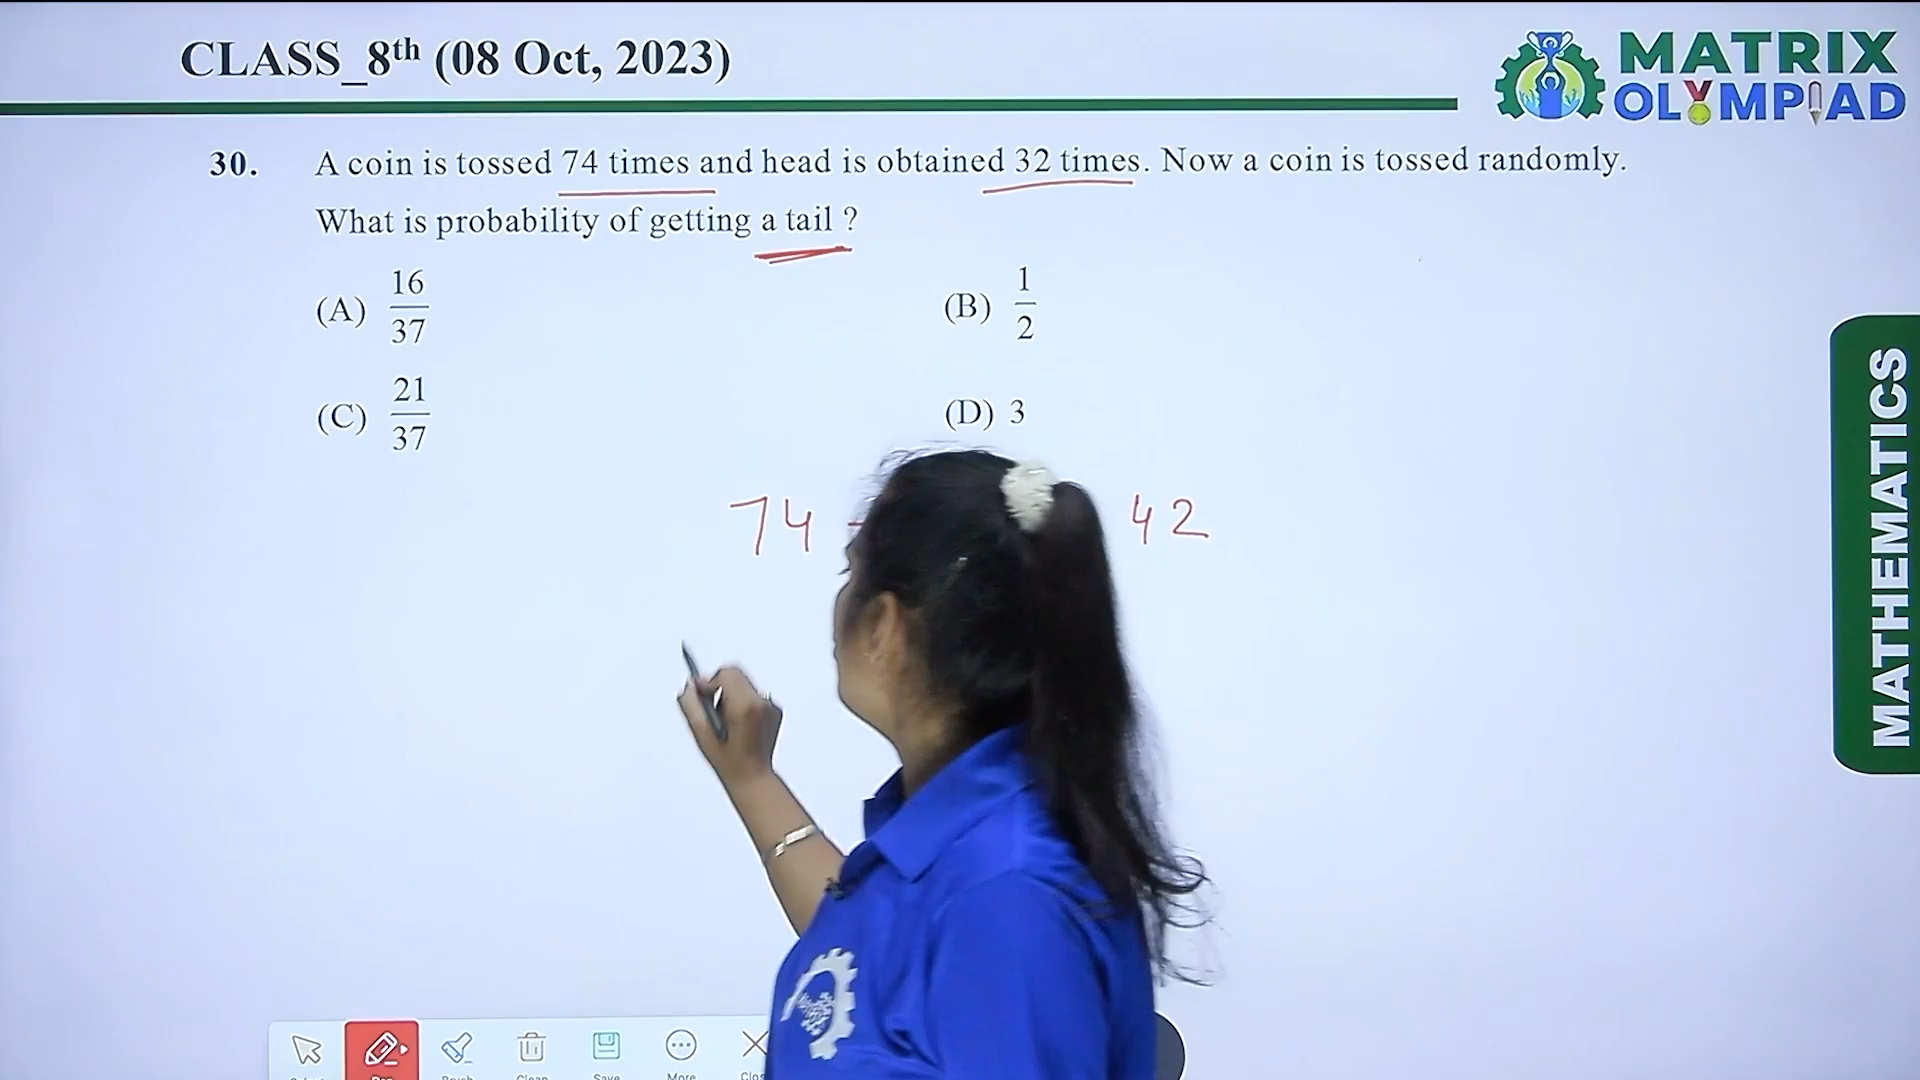 CLASS_8th (08 Oct, 2023)
MATRIX
OLYMPIAD
30. A coin is tossed 74 times and head is obtained 32 times. Now a coin is tossed randomly.
What is probability of getting a tail ?
(A) 16/37 (B) 1/2
(C) 21/37 (D) 3
74 - 42
MATHEMATICS
More